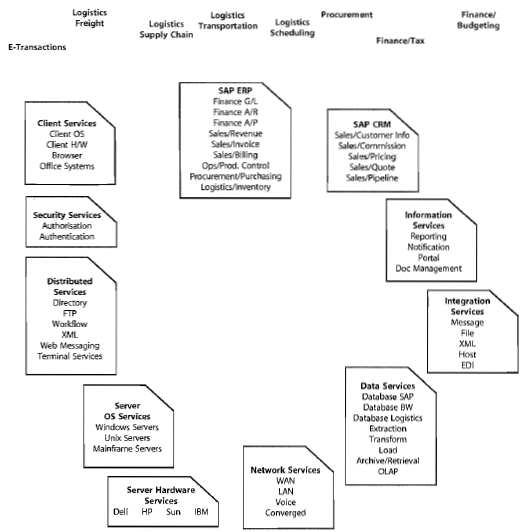 E-Transactions
Logistics
Freight
Logistics
Supply Chain
Logistics
Transportation
Logistics
Scheduling
Procurement
Finance/Tax
Finance/
Budgeting
Client Services
Client OS
Client H/W
Browser
Office Systems
SAP ERP
Finance G/L
Finance A/R
Finance A/P
Sales/Revenue
Sales/Invoice
Sales/Billing
Ops/Prod. Control
Procurement/Purchasing
Logistics/Inventory
SAP CRM
Sales/Customer Info
Sales/Commission
Sales/Pricing
Sales/Quote
Sales/Pipeline
Security Services
Authorisation
Authentication
Information
Services
Reporting
Notification
Portal
Doc Management
Distributed
Services
Directory
FTP
Workflow
XML
Web Messaging
Terminal Services
Integration
Services
Message
File
XML
Host
EDI
Server
OS Services
Windows Servers
Unix Servers
Mainframe Servers
Data Services
Database SAP
Database BW
Database Logistics
Extraction
Transform
Load
Archive/Retrieval
OLAP
Server Hardware
Services
Dell HP Sun IBM
Network Services
WAN
LAN
Voice
Converged